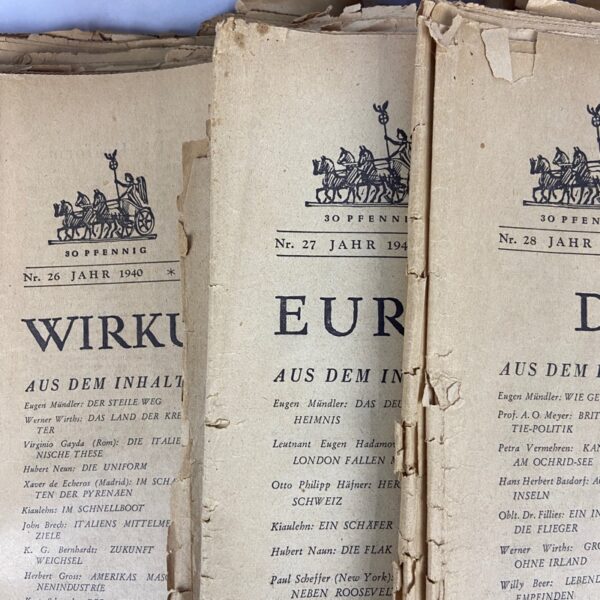 30 PFENNIG
Nr. 26 JAHR 1940 *
WIRKU
AUS DEM INHALT
Eugen Mündler: DER STEILE WEG
Werner Wirths: DAS LAND DER KRE
TER
Virginio Gayda (Rom): DIE ITALIE
NISCHE THESE
Hubert Neun: DIE UNIFORM
Xaver de Echeros (Madrid): IM SCHA
TEN DER PYRENAEN
Kiaulehn: IM SCHNELLBOOT
John Brech: ITALIENS MITTELME
ZIELE
K. G. Bernhardt: ZUKUNFT
WEICHSEL
Herbert Gross: AMERIKAS MASC
NENINDUSTRIE
30 PFENNIG
Nr. 27 JAHR 194
EUR
AUS DEM IN
Eugen Mündler: DAS DEU
HEIMNIS
Leutnant Eugen Hadamov
LONDON FALLEN
Otto Philipp Häfner: HER
SCHWEIZ
Kiaulehn: EIN SCHÄFER
Hubert Naun: DIE FLAK
Paul Scheffer (New York):
NEBEN ROOSEVEL
30 PFENN
Nr. 28 JAHR
D
AUS DEM
Eugen Mündler: WIE GE
Prof. A. O. Meyer: BRIT
TIE-POLITIK
Petra Vermehren: KAN
AM OCHRID-SEE
Hans Herbert Basdorf: A
INSELN
Oblt. Dr. Fillies: EIN IN
DIE FLIEGER
Werner Wirths: GRO
OHNE IRLAND
Willy Beer: LEBEND
EMPFINDEN